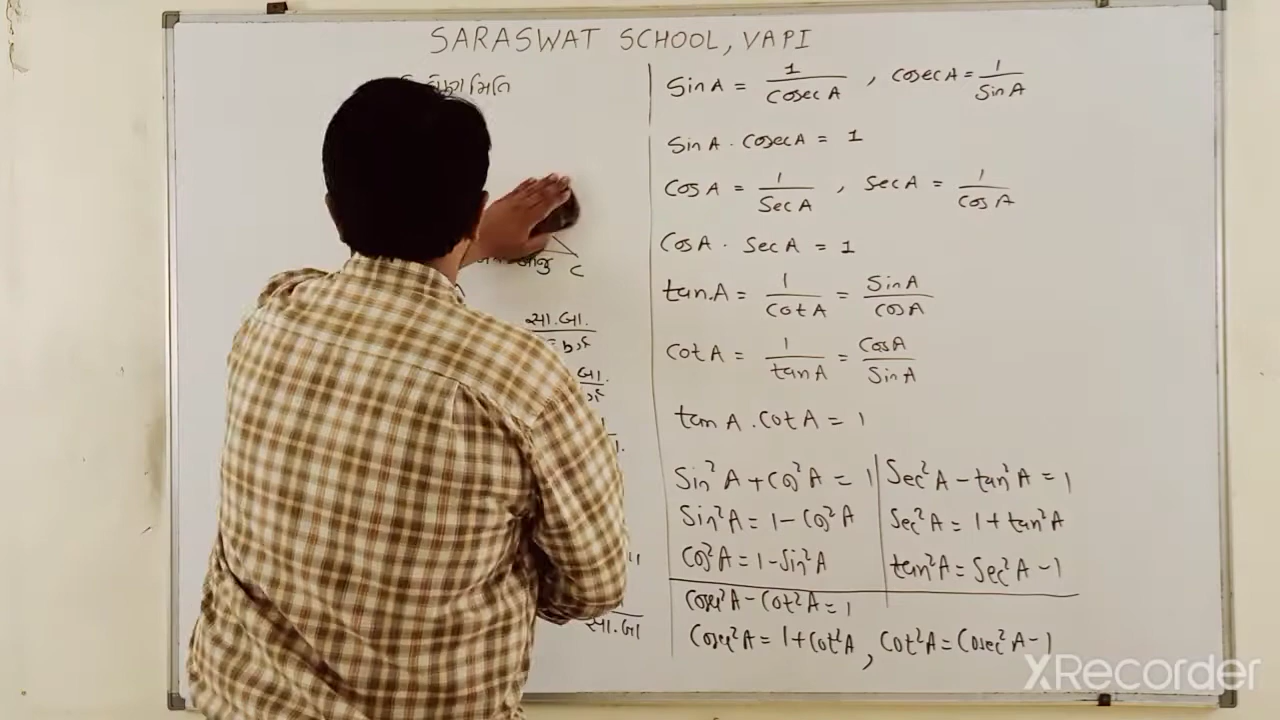 SARASWAT SCHOOL, VAPI
C
સા.બા.
સા.બા
sin A = 1/cosec A , cosec A = 1/sin A
sin A . cosec A = 1
cos A = 1/sec A , sec A = 1/cos A
cos A . sec A = 1
tan.A = 1/cot A = sin A/cos A
cot A = 1/tan A = cos A/sin A
tan A . cot A = 1
Sin²A + Cos²A = 1
Sin²A = 1 - Cos²A
Cos²A = 1 - Sin²A
Sec²A - tan²A = 1
Sec²A = 1 + tan²A
tan²A = Sec²A - 1
Cosec²A - Cot²A = 1
Cosec²A = 1 + Cot²A , Cot²A = Cosec²A - 1
XRecorder